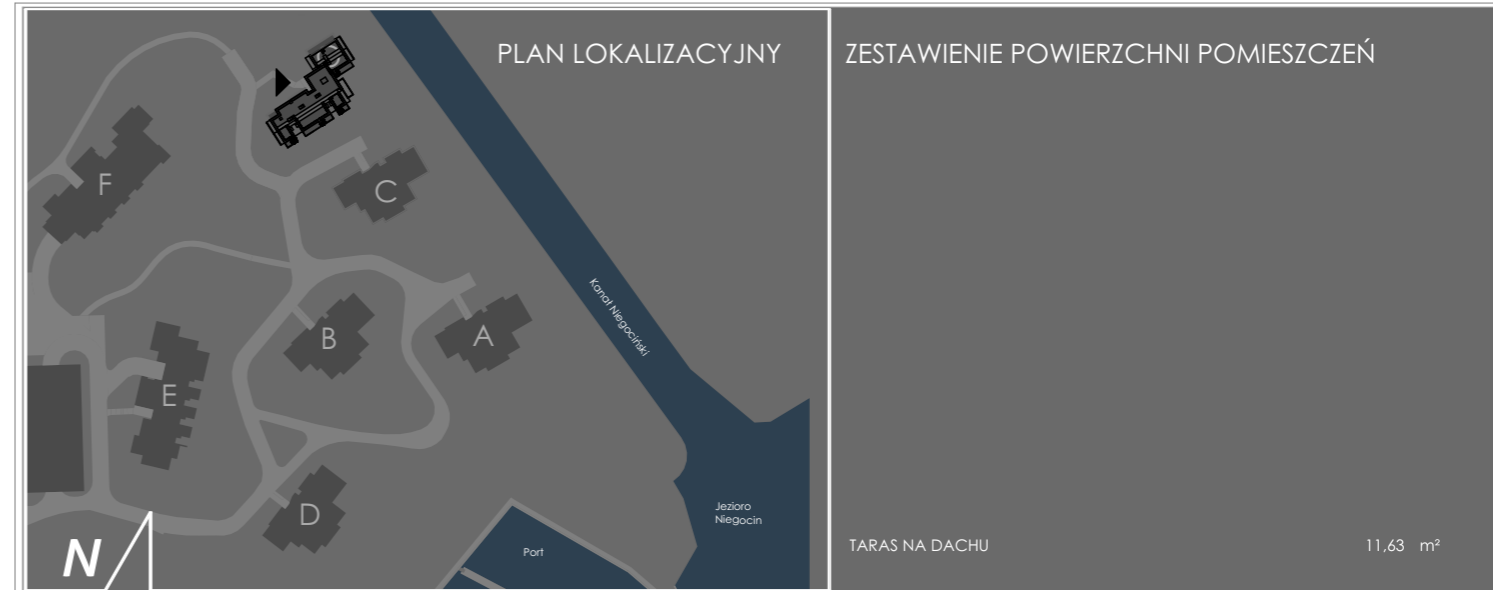 PLAN LOKALIZACYJNY
F
C
Kanał Niegociński
B
A
E
D
Jezioro
Niegocin
Port
N
ZESTAWIENIE POWIERZCHNI POMIESZCZEŃ
TARAS NA DACHU 11,63 m²